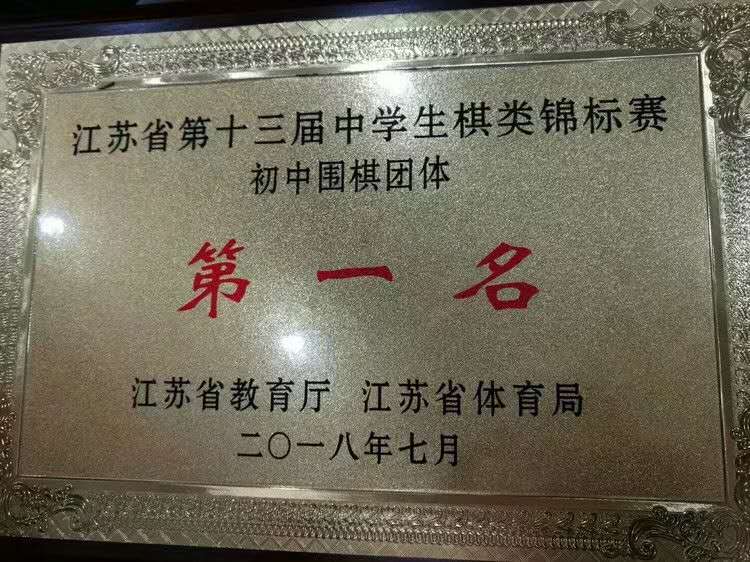 江苏省第十三届中学生棋类锦标赛
初中围棋团体
第一名
江苏省教育厅 江苏省体育局
二〇一八年七月